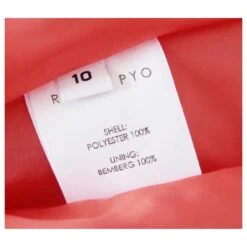 10
R PYO
SHELL:
POLYESTER 100%
LINING:
BEMBERG 100%